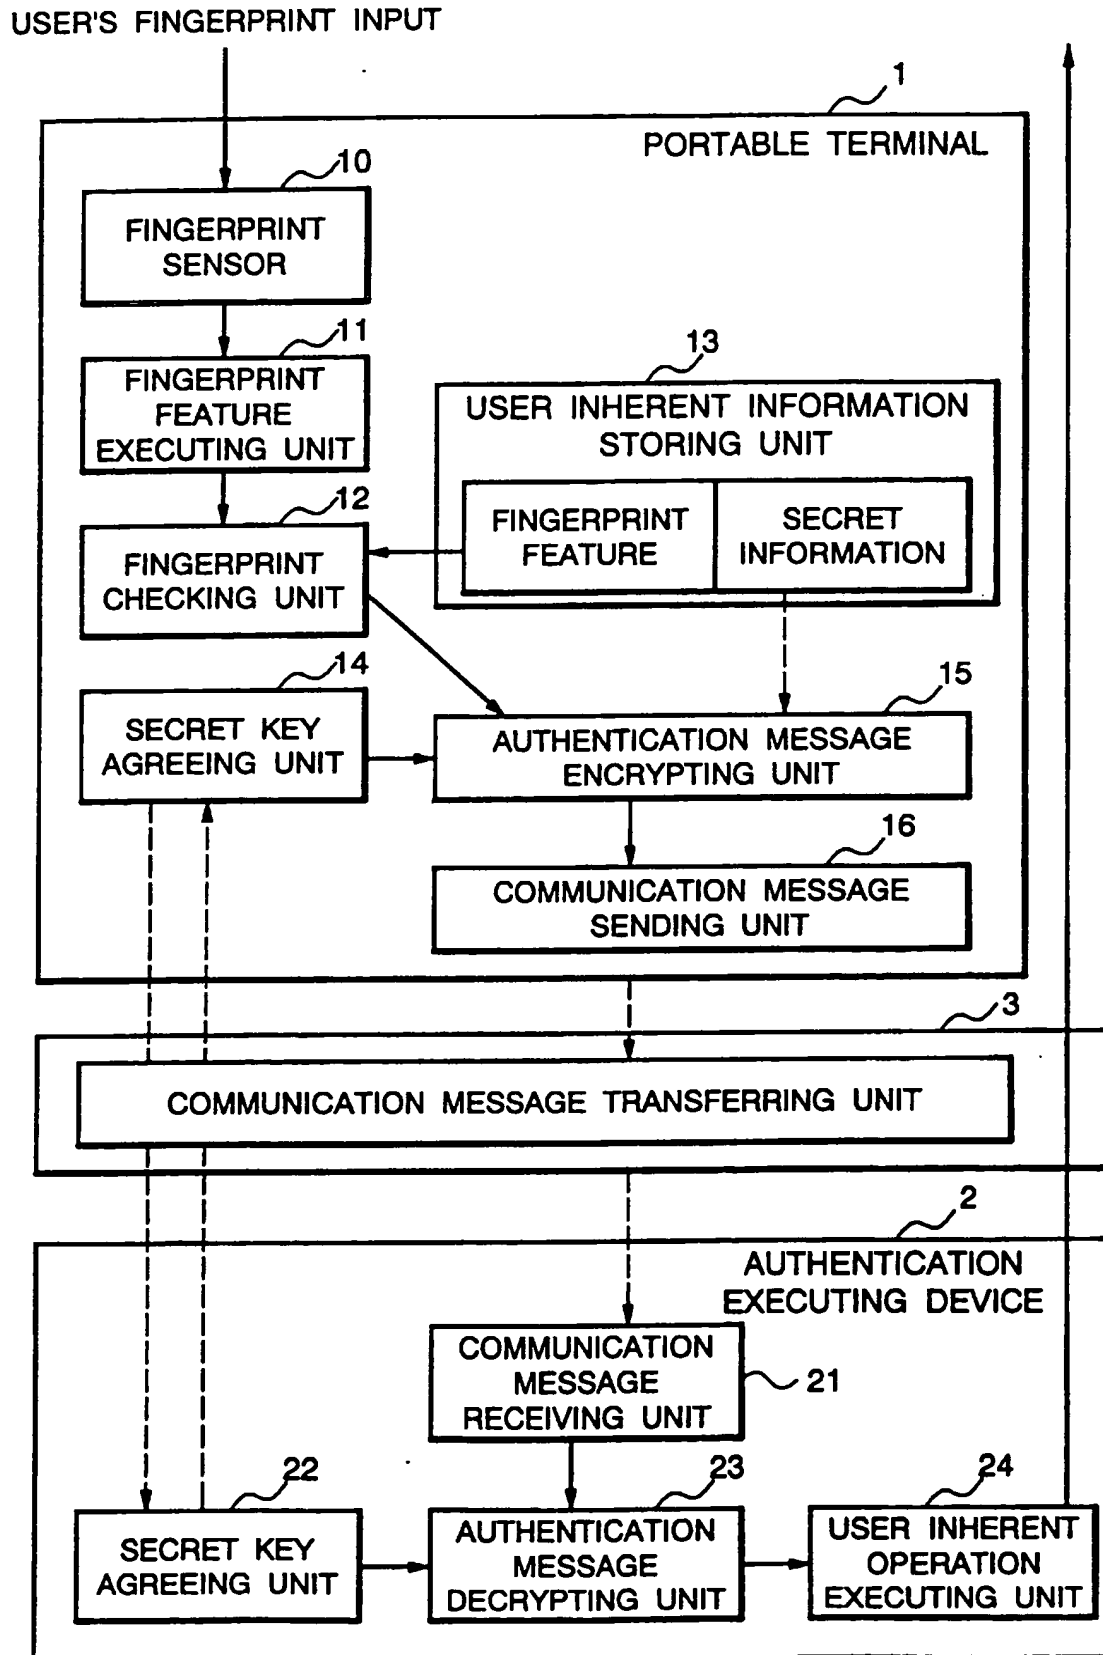 USER'S FINGERPRINT INPUT
1
PORTABLE TERMINAL
10
FINGERPRINT
SENSOR
11
FINGERPRINT
FEATURE
EXECUTING UNIT
13
USER INHERENT INFORMATION
STORING UNIT
FINGERPRINT
FEATURE
SECRET
INFORMATION
12
FINGERPRINT
CHECKING UNIT
14
SECRET KEY
AGREEING UNIT
15
AUTHENTICATION MESSAGE
ENCRYPTING UNIT
16
COMMUNICATION MESSAGE
SENDING UNIT
3
COMMUNICATION MESSAGE TRANSFERRING UNIT
2
AUTHENTICATION
EXECUTING DEVICE
COMMUNICATION
MESSAGE
RECEIVING UNIT
21
22
SECRET KEY
AGREEING UNIT
23
AUTHENTICATION
MESSAGE
DECRYPTING UNIT
24
USER INHERENT
OPERATION
EXECUTING UNIT